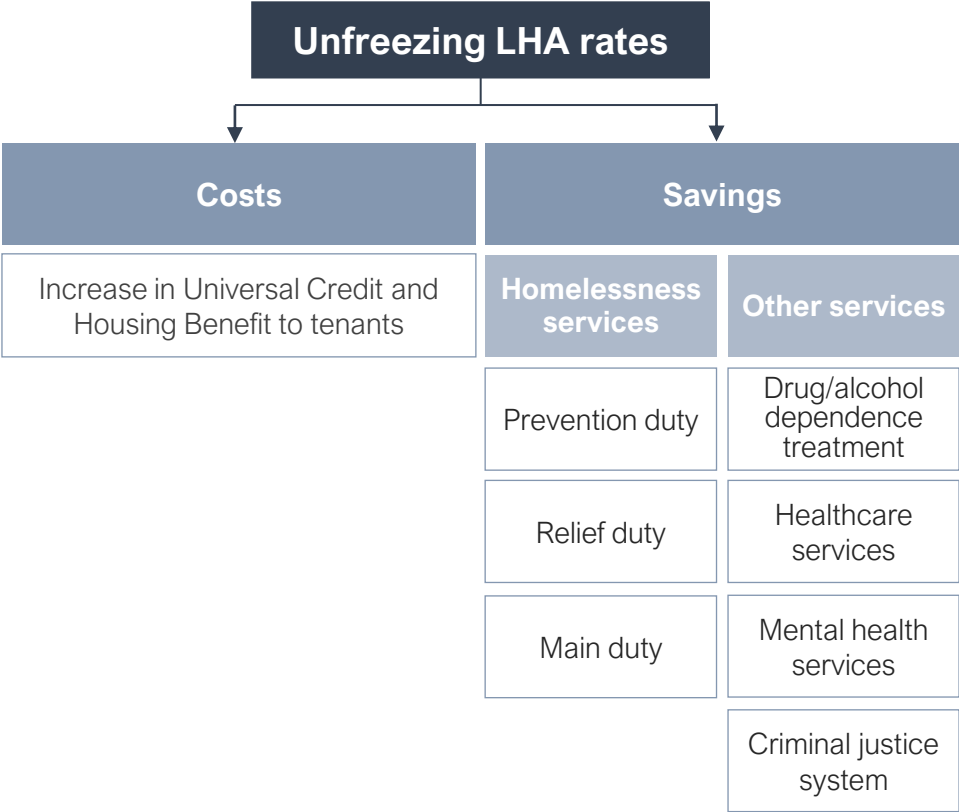 Unfreezing LHA rates
Costs
Savings
Increase in Universal Credit and
Housing Benefit to tenants
Homelessness
services
Other services
Prevention duty
Drug/alcohol
dependence
treatment
Relief duty
Healthcare
services
Main duty
Mental health
services
Criminal justice
system